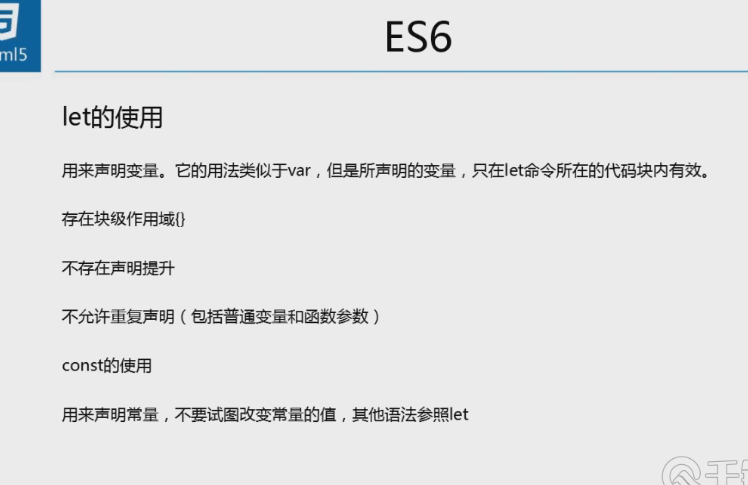 ml5
ES6
let的使用
用来声明变量。它的用法类似于var，但是所声明的变量，只在let命令所在的代码块内有效。
存在块级作用域{}
不存在声明提升
不允许重复声明（包括普通变量和函数参数）
const的使用
用来声明常量，不要试图改变常量的值，其他语法参照let